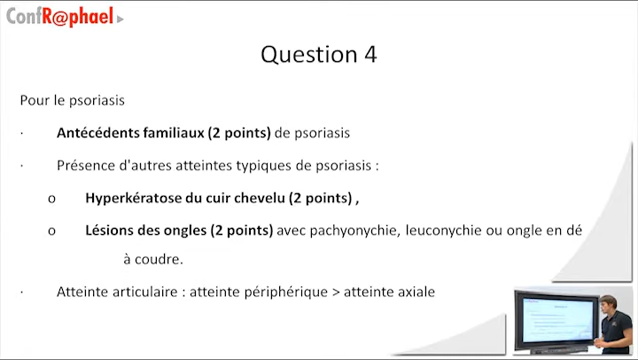 ConfR@phael
Question 4
Pour le psoriasis
· Antécédents familiaux (2 points) de psoriasis
· Présence d'autres atteintes typiques de psoriasis :
o Hyperkératose du cuir chevelu (2 points) ,
o Lésions des ongles (2 points) avec pachyonychie, leuconychie ou ongle en dé
à coudre.
· Atteinte articulaire : atteinte périphérique > atteinte axiale